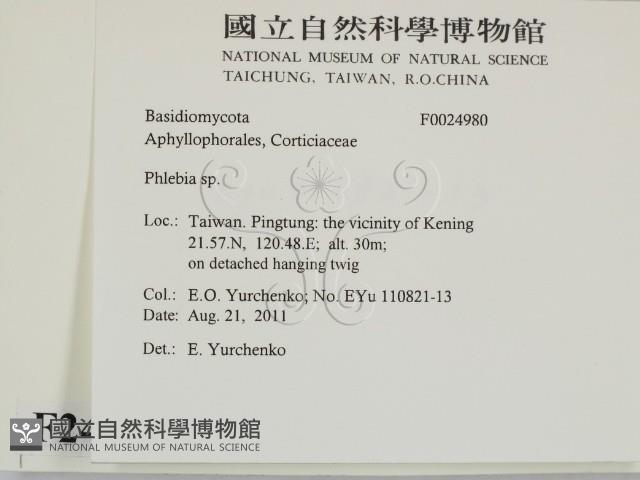 國立自然科學博物館
NATIONAL MUSEUM OF NATURAL SCIENCE
TAICHUNG, TAIWAN, R.O.CHINA
Basidiomycota F0024980
Aphyllophorales, Corticiaceae
Phlebia sp.
Loc.: Taiwan. Pingtung: the vicinity of Kening
21.57.N, 120.48.E; alt. 30m;
on detached hanging twig
Col.: E.O. Yurchenko; No. EYu 110821-13
Date: Aug. 21, 2011
Det.: E. Yurchenko
F2
國立自然科學博物館
NATIONAL MUSEUM OF NATURAL SCIENCE